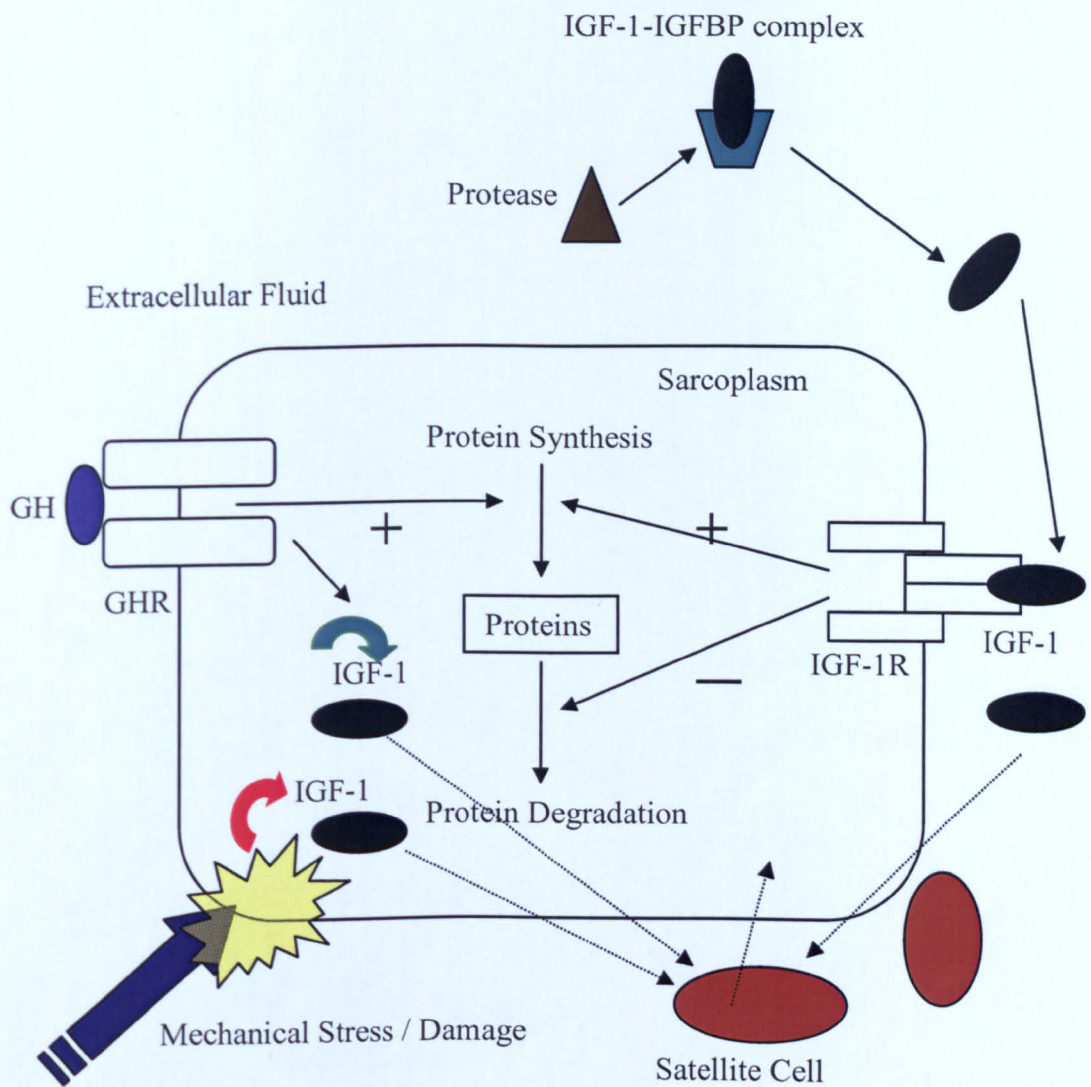 IGF-1-IGFBP complex
Protease
Extracellular Fluid
Sarcoplasm
Protein Synthesis
GH
+
+
GHR
Proteins
IGF-1R
IGF-1
IGF-1
−
IGF-1
Protein Degradation
Mechanical Stress / Damage
Satellite Cell